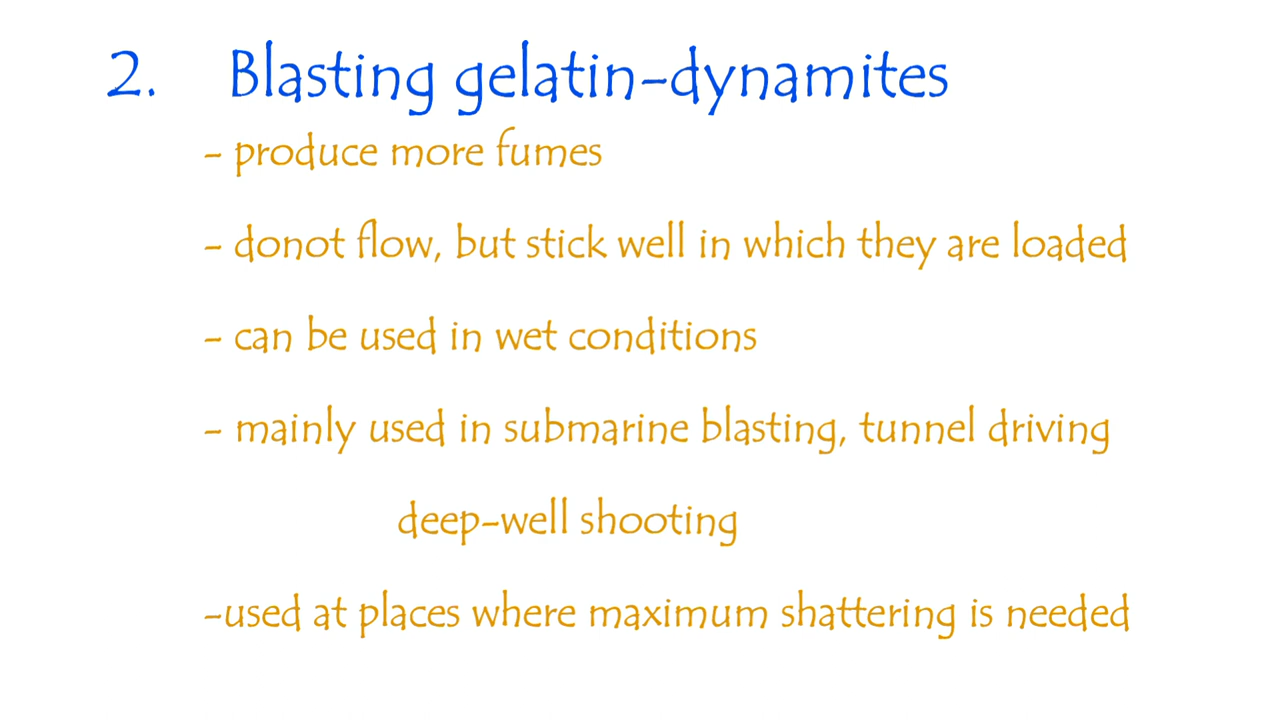 2. Blasting gelatin-dynamites
- produce more fumes
- donot flow, but stick well in which they are loaded
- can be used in wet conditions
- mainly used in submarine blasting, tunnel driving
deep-well shooting
-used at places where maximum shattering is needed